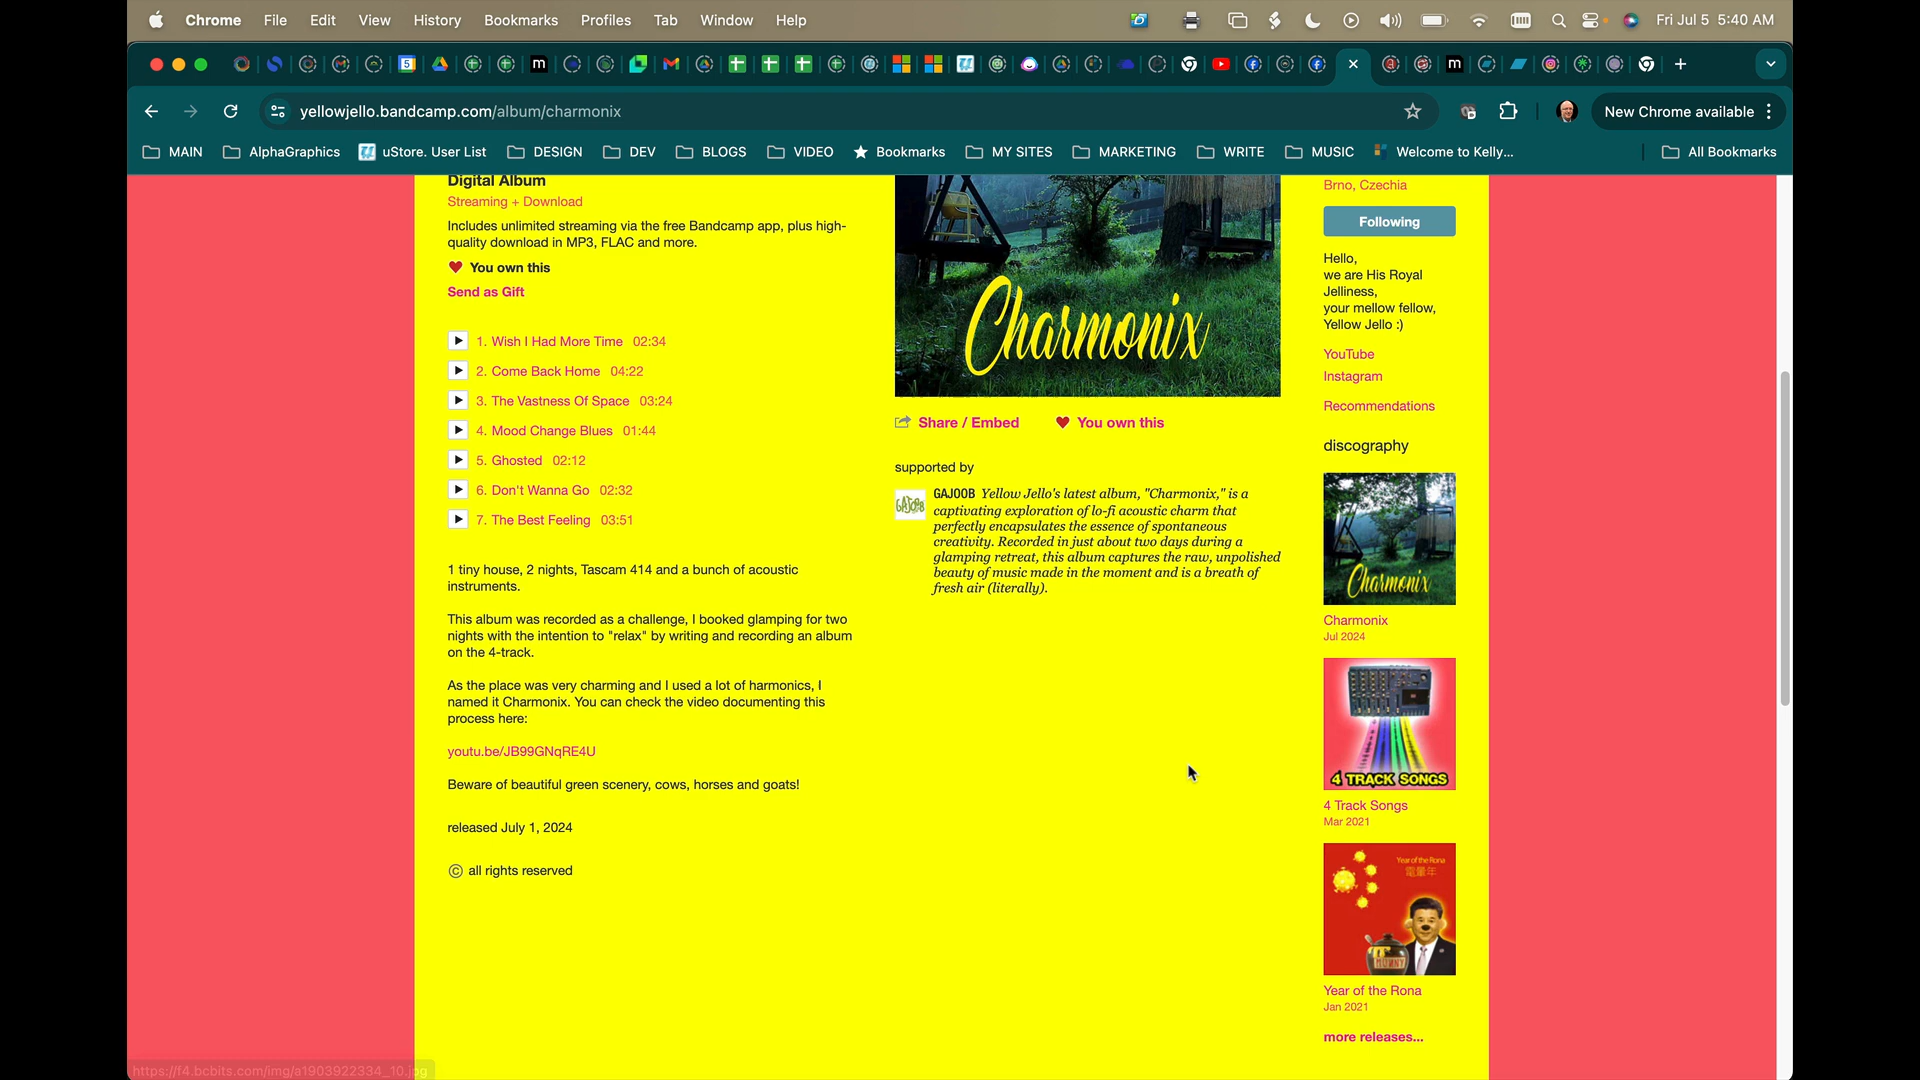 Chrome File Edit View History Bookmarks Profiles Tab Window Help Fri Jul 5 5:40 AM
yellowjello.bandcamp.com/album/charmonix
New Chrome available
MAIN AlphaGraphics uStore. User List DESIGN DEV BLOGS VIDEO Bookmarks MY SITES MARKETING WRITE MUSIC Welcome to Kelly... All Bookmarks
Digital Album
Streaming + Download
Includes unlimited streaming via the free Bandcamp app, plus high-
quality download in MP3, FLAC and more.
You own this
Send as Gift
1. Wish I Had More Time 02:34
2. Come Back Home 04:22
3. The Vastness Of Space 03:24
4. Mood Change Blues 01:44
5. Ghosted 02:12
6. Don't Wanna Go 02:32
7. The Best Feeling 03:51
1 tiny house, 2 nights, Tascam 414 and a bunch of acoustic
instruments.
This album was recorded as a challenge, I booked glamping for two
nights with the intention to "relax" by writing and recording an album
on the 4-track.
As the place was very charming and I used a lot of harmonics, I
named it Charmonix. You can check the video documenting this
process here:
youtu.be/JB99GNqRE4U
Beware of beautiful green scenery, cows, horses and goats!
released July 1, 2024
© all rights reserved
Charmonix
Share / Embed You own this
supported by
GAJOOB
GAJOOB Yellow Jello's latest album, "Charmonix," is a
captivating exploration of lo-fi acoustic charm that
perfectly encapsulates the essence of spontaneous
creativity. Recorded in just about two days during a
glamping retreat, this album captures the raw, unpolished
beauty of music made in the moment and is a breath of
fresh air (literally).
Brno, Czechia
Following
Hello,
we are His Royal
Jelliness,
your mellow fellow,
Yellow Jello :)
YouTube
Instagram
Recommendations
discography
Charmonix
Charmonix
Jul 2024
4 TRACK SONGS
4 Track Songs
Mar 2021
Year of the Rona
HUNNY
Year of the Rona
Jan 2021
more releases...
https://f4.bcbits.com/img/a1903922334_10.jpg